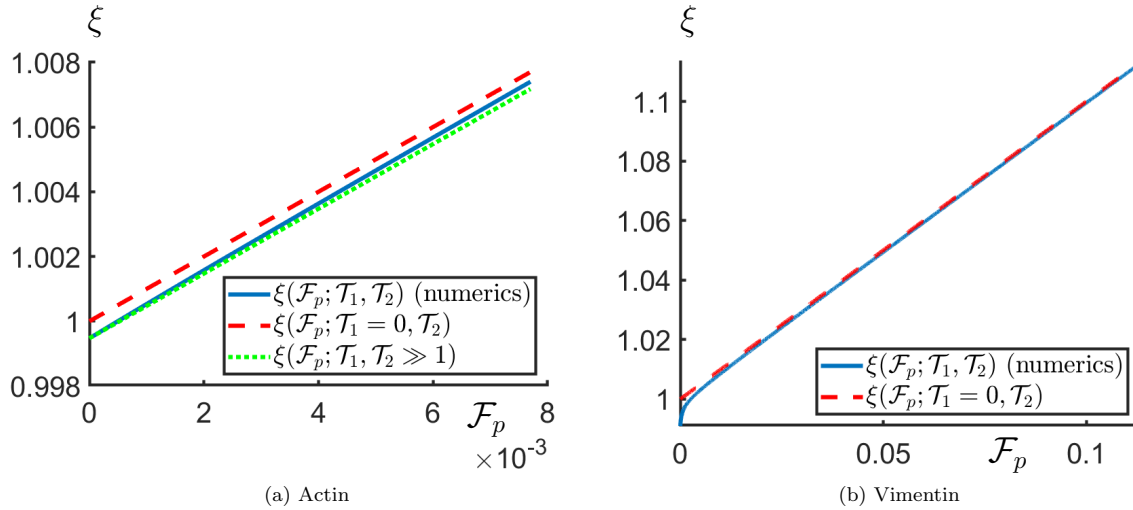 ξ
1.008
1.006
1.004
1.002
1
0.998
0 2 4 6 8
𝓕ₚ
×10⁻³
ξ(𝓕ₚ; 𝒯₁, 𝒯₂) (numerics)
ξ(𝓕ₚ; 𝒯₁ = 0, 𝒯₂)
ξ(𝓕ₚ; 𝒯₁, 𝒯₂ ≫ 1)
(a) Actin
ξ
1.1
1.08
1.06
1.04
1.02
1
0 0.05 0.1
𝓕ₚ
ξ(𝓕ₚ; 𝒯₁, 𝒯₂) (numerics)
ξ(𝓕ₚ; 𝒯₁ = 0, 𝒯₂)
(b) Vimentin